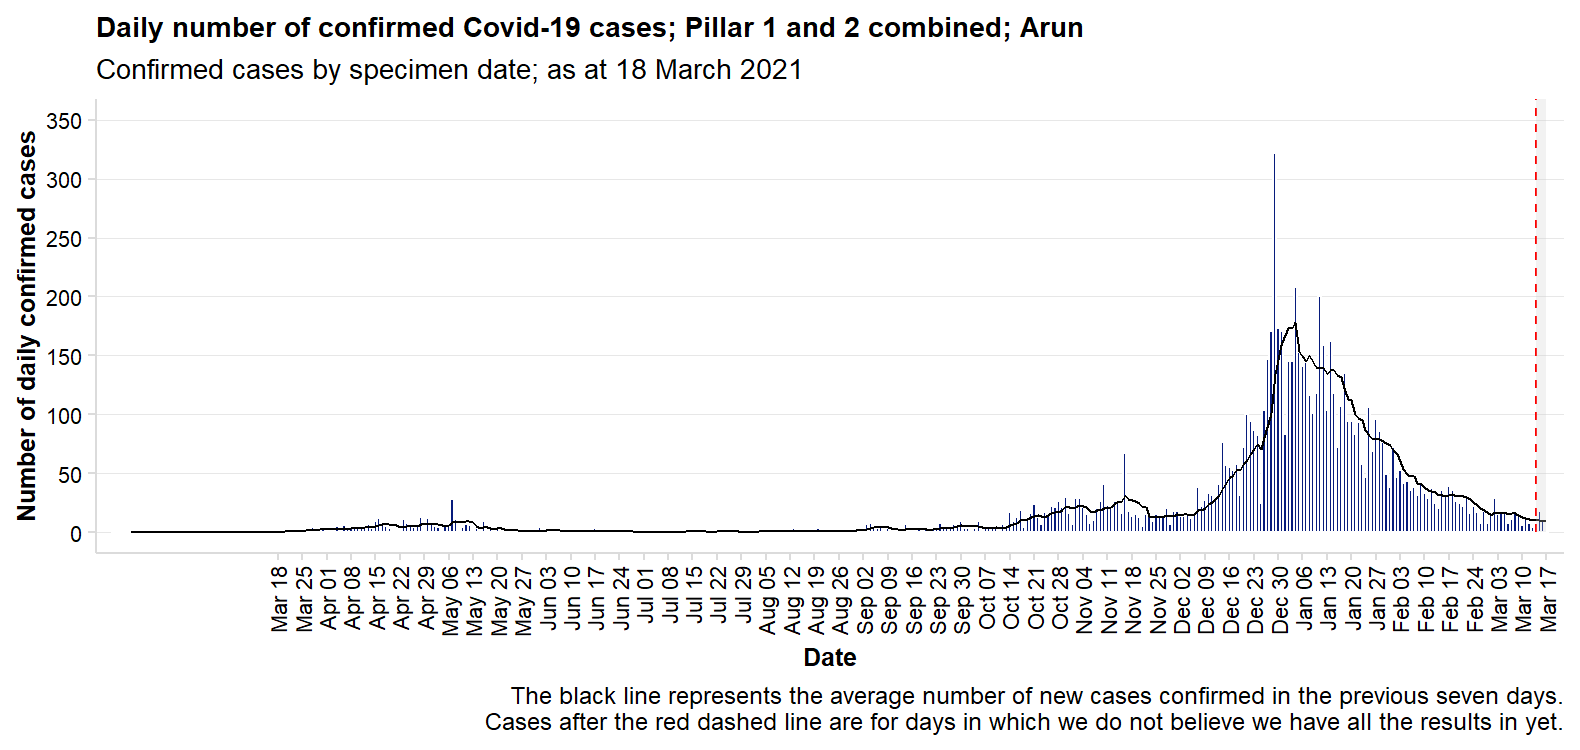 Daily number of confirmed Covid-19 cases; Pillar 1 and 2 combined; Arun
Confirmed cases by specimen date; as at 18 March 2021
Number of daily confirmed cases
350
300
250
200
150
100
50
0
Mar 18
Mar 25
Apr 01
Apr 08
Apr 15
Apr 22
Apr 29
May 06
May 13
May 20
May 27
Jun 03
Jun 10
Jun 17
Jun 24
Jul 01
Jul 08
Jul 15
Jul 22
Jul 29
Aug 05
Aug 12
Aug 19
Aug 26
Sep 02
Sep 09
Sep 16
Sep 23
Sep 30
Oct 07
Oct 14
Oct 21
Oct 28
Nov 04
Nov 11
Nov 18
Nov 25
Dec 02
Dec 09
Dec 16
Dec 23
Dec 30
Jan 06
Jan 13
Jan 20
Jan 27
Feb 03
Feb 10
Feb 17
Feb 24
Mar 03
Mar 10
Mar 17
Date
The black line represents the average number of new cases confirmed in the previous seven days.
Cases after the red dashed line are for days in which we do not believe we have all the results in yet.